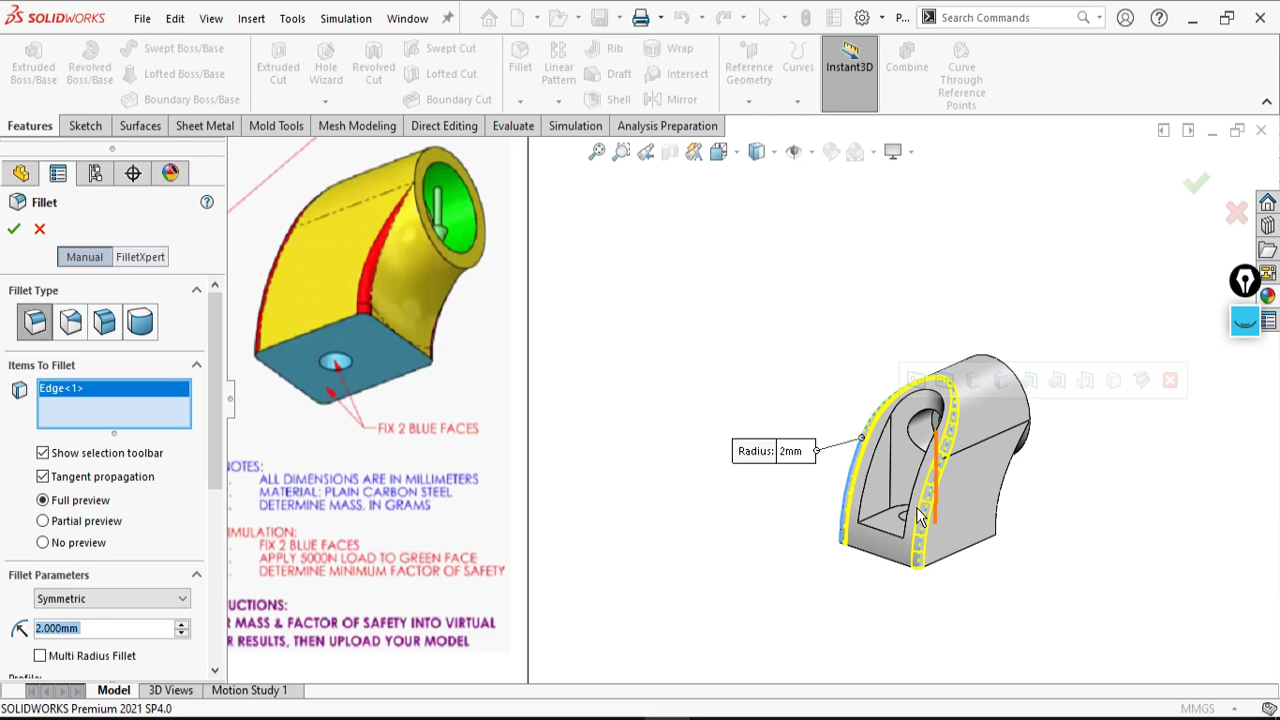 SOLIDWORKS File Edit View Insert Tools Simulation Window P... Search Commands
Extruded Boss/Base
Revolved Boss/Base
Swept Boss/Base
Lofted Boss/Base
Boundary Boss/Base
Extruded Cut
Hole Wizard
Revolved Cut
Swept Cut
Lofted Cut
Boundary Cut
Fillet
Linear Pattern
Rib
Draft
Shell
Wrap
Intersect
Mirror
Reference Geometry
Curves
Instant3D
Combine
Curve Through Reference Points
Features Sketch Surfaces Sheet Metal Mold Tools Mesh Modeling Direct Editing Evaluate Simulation Analysis Preparation
Fillet
Manual FilletXpert
Fillet Type
Items To Fillet
Edge<1>
Show selection toolbar
Tangent propagation
Full preview
Partial preview
No preview
Fillet Parameters
Symmetric
2.000mm
Multi Radius Fillet
FIX 2 BLUE FACES
NOTES:
ALL DIMENSIONS ARE IN MILLIMETERS
MATERIAL: PLAIN CARBON STEEL
DETERMINE MASS, IN GRAMS
IMULATION:
FIX 2 BLUE FACES
APPLY 5000N LOAD TO GREEN FACE
DETERMINE MINIMUM FACTOR OF SAFETY
UCTIONS:
R MASS & FACTOR OF SAFETY INTO VIRTUAL
R RESULTS, THEN UPLOAD YOUR MODEL
Radius: 2mm
Model 3D Views Motion Study 1
SOLIDWORKS Premium 2021 SP4.0 MMGS